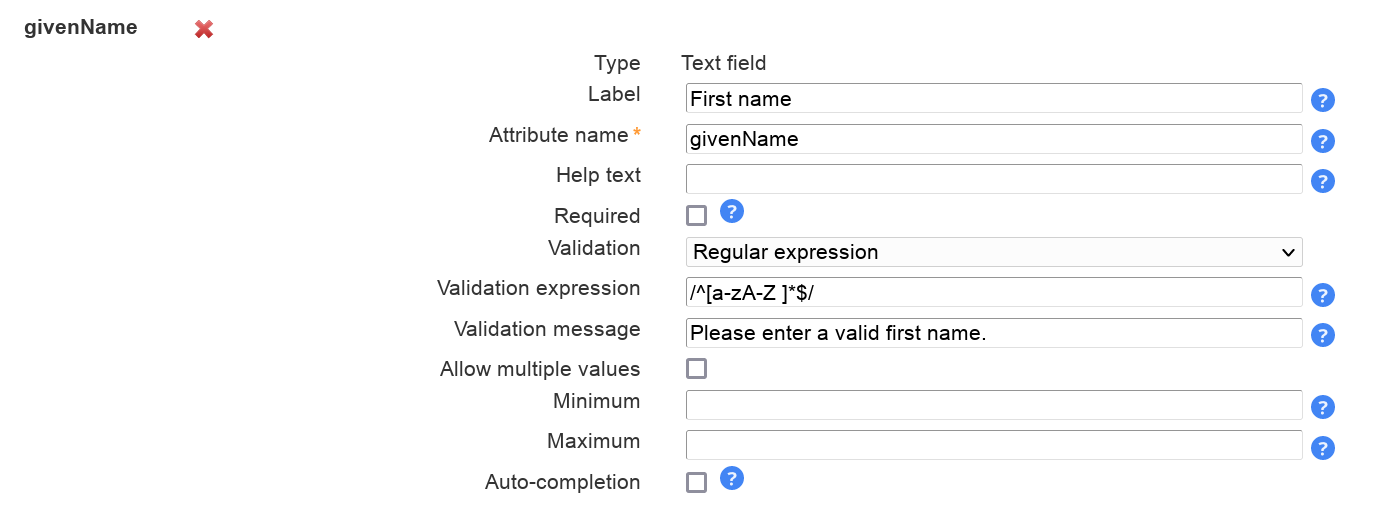 givenName
Type Text field
Label First name ?
Attribute name * givenName ?
Help text ?
Required ?
Validation Regular expression
Validation expression /^[a-zA-Z ]*$/ ?
Validation message Please enter a valid first name. ?
Allow multiple values
Minimum ?
Maximum ?
Auto-completion ?